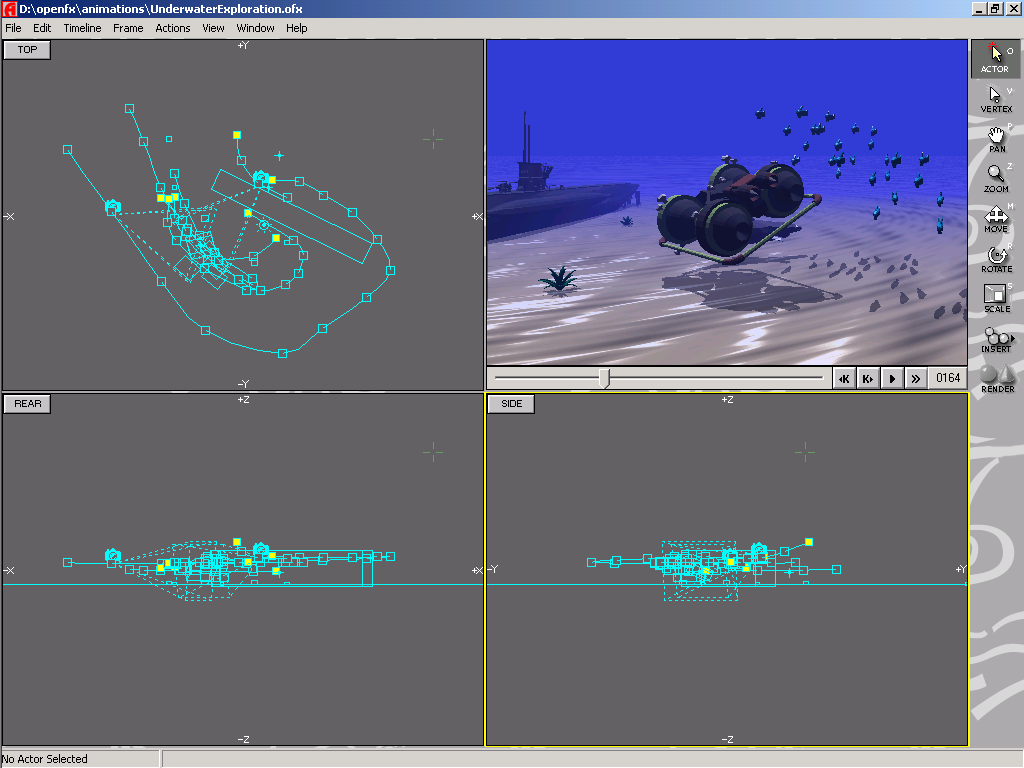 D:\openfx\animations\UnderwaterExploration.ofx
File Edit Timeline Frame Actions View Window Help
TOP
+Y
-X
+X
-Y
0164
O
ACTOR
V
VERTEX
P
PAN
Z
ZOOM
M
MOVE
R
ROTATE
S
SCALE
INSERT
RENDER
REAR
+Z
-X
+X
-Z
SIDE
+Z
-Y
+Y
-Z
No Actor Selected